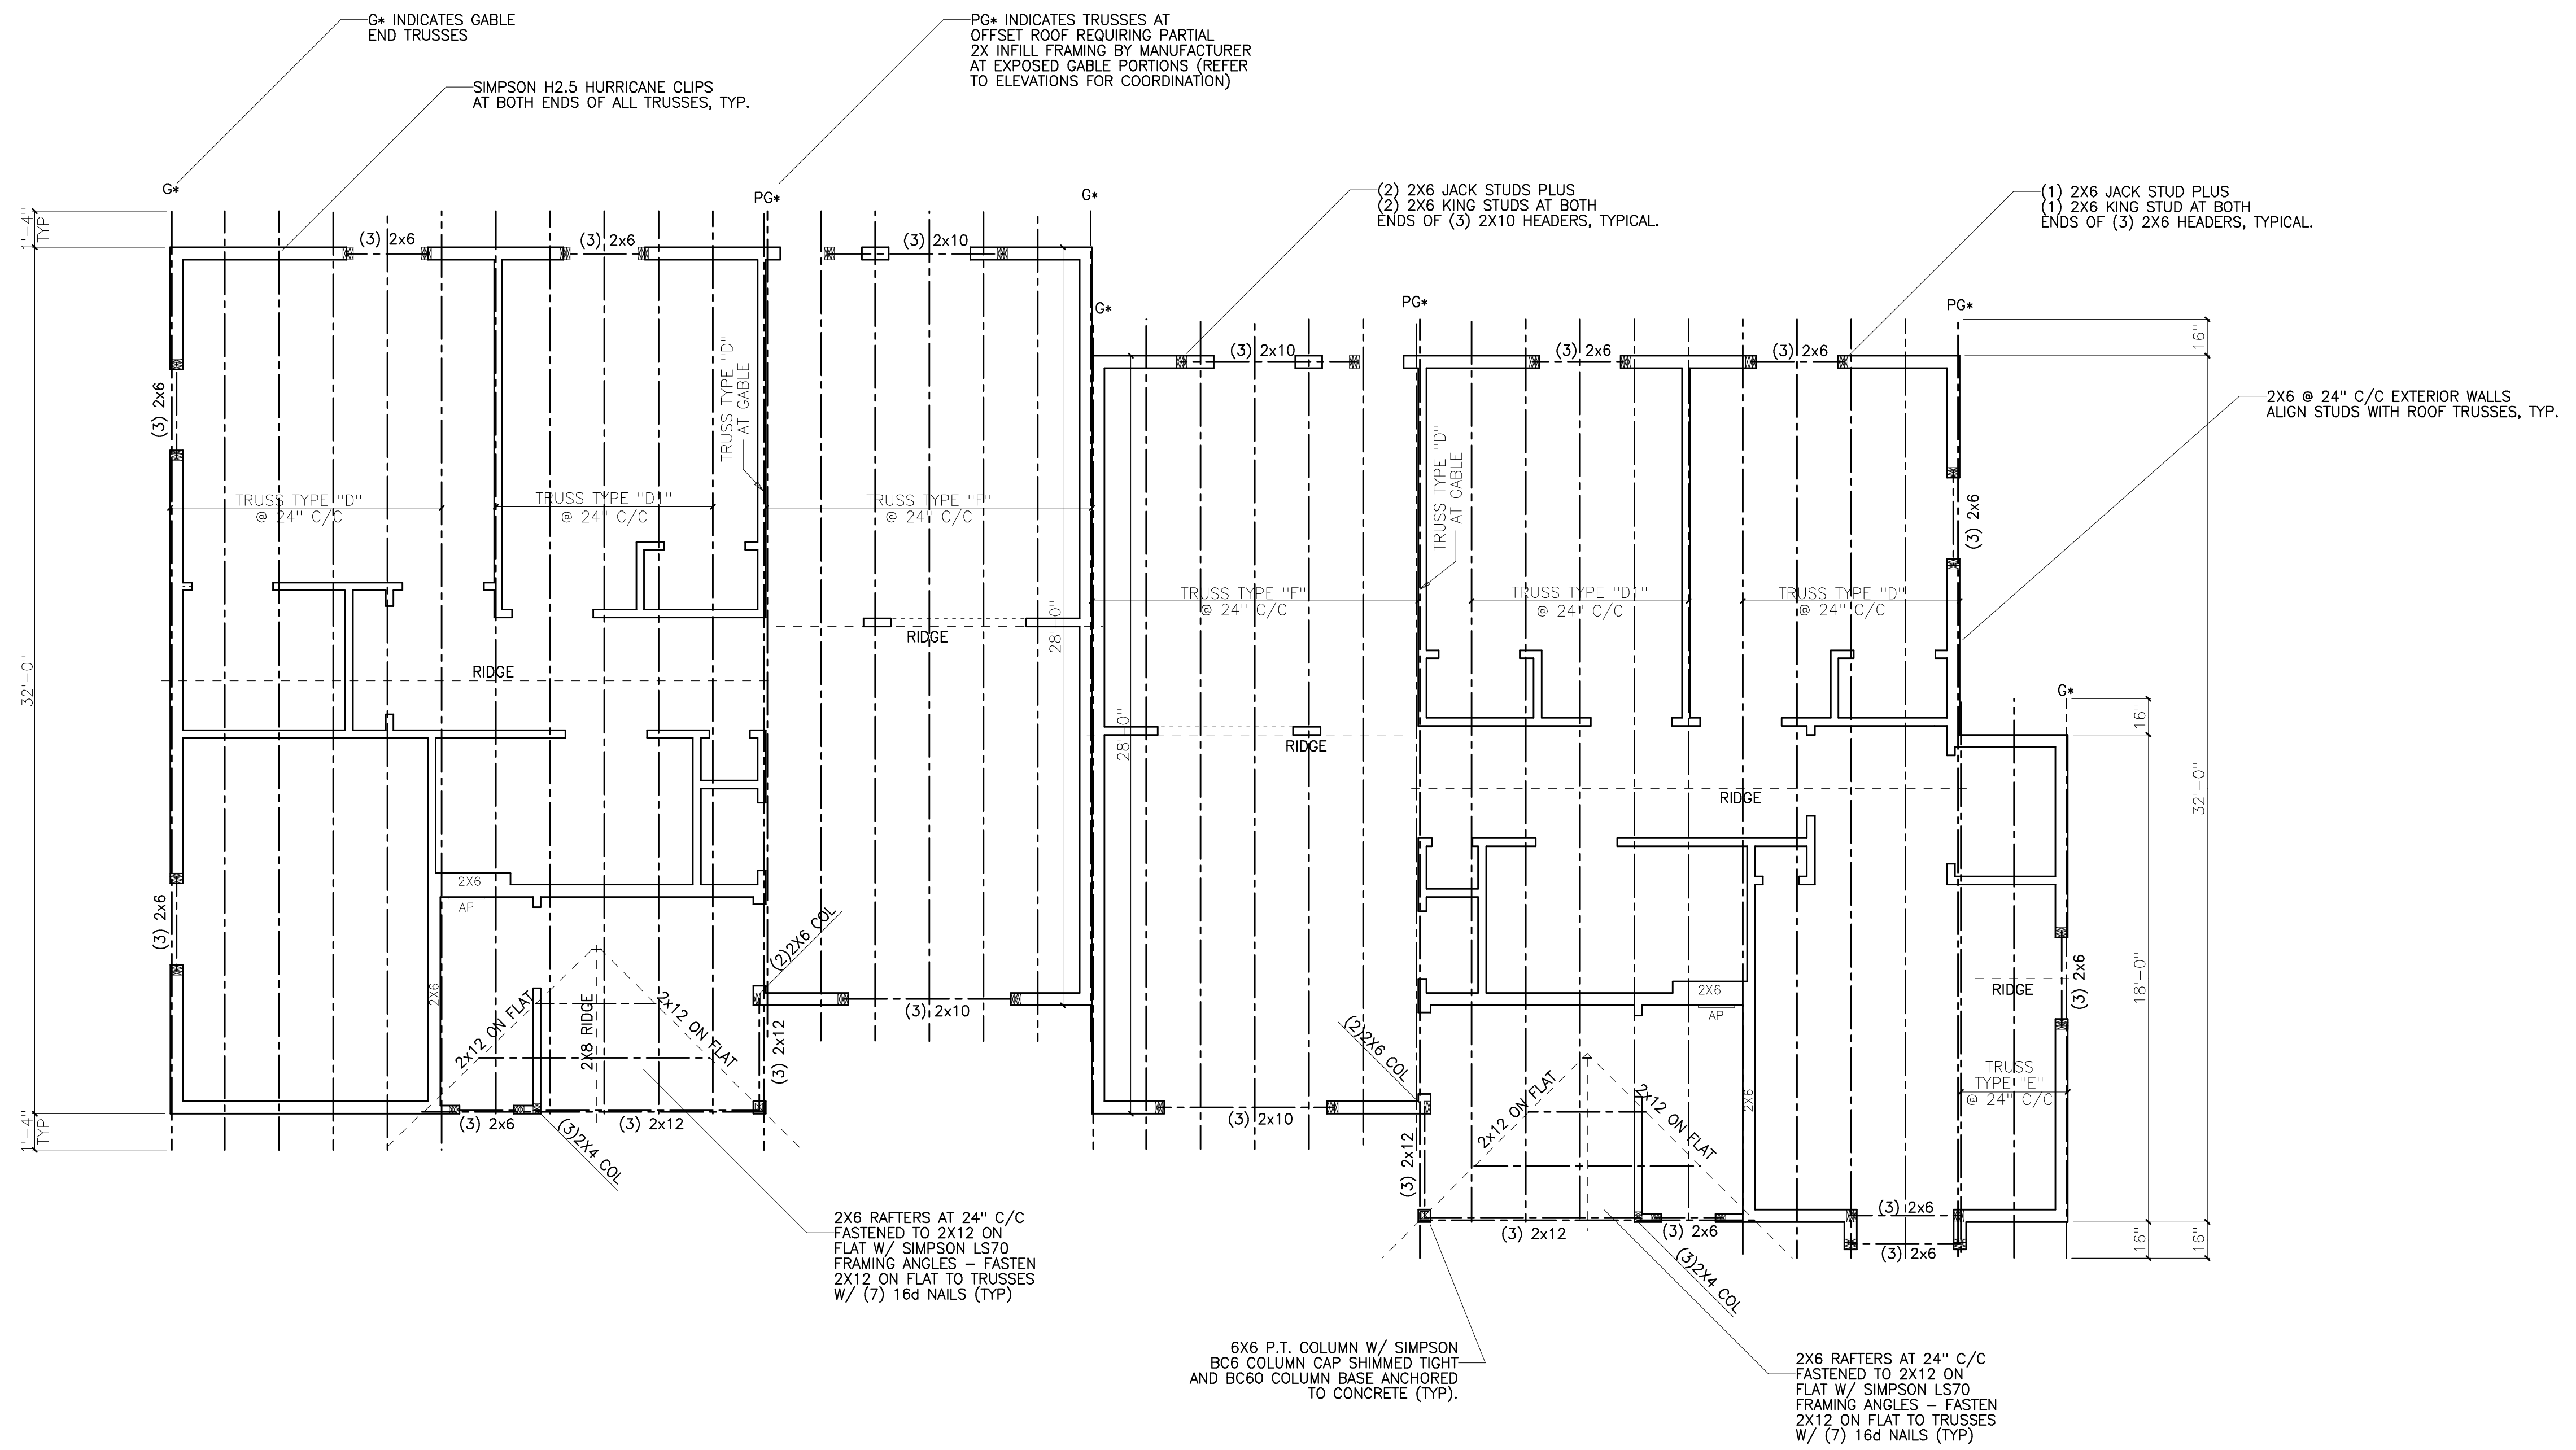 G* INDICATES GABLE
END TRUSSES
PG* INDICATES TRUSSES AT
OFFSET ROOF REQUIRING PARTIAL
2X INFILL FRAMING BY MANUFACTURER
AT EXPOSED GABLE PORTIONS (REFER
TO ELEVATIONS FOR COORDINATION)
SIMPSON H2.5 HURRICANE CLIPS
AT BOTH ENDS OF ALL TRUSSES, TYP.
G*
PG*
G*
(2) 2X6 JACK STUDS PLUS
(2) 2X6 KING STUDS AT BOTH
ENDS OF (3) 2X10 HEADERS, TYPICAL.
(1) 2X6 JACK STUD PLUS
(1) 2X6 KING STUD AT BOTH
ENDS OF (3) 2X6 HEADERS, TYPICAL.
1'-4"
TYP
(3) 2x6
(3) 2x6
(3) 2x10
G*
PG*
PG*
16"
(3) 2x10
(3) 2x6
(3) 2x6
(3) 2x6
TRUSS TYPE "D"
AT GABLE
2X6 @ 24" C/C EXTERIOR WALLS
ALIGN STUDS WITH ROOF TRUSSES, TYP.
TRUSS TYPE "D"
@ 24" C/C
TRUSS TYPE "D1"
@ 24" C/C
TRUSS TYPE "F"
@ 24" C/C
TRUSS TYPE "D"
AT GABLE
(3) 2x6
TRUSS TYPE "F"
@ 24" C/C
TRUSS TYPE "D1"
@ 24" C/C
TRUSS TYPE "D"
@ 24" C/C
28'-0"
RIDGE
32'-0"
RIDGE
G*
16"
28'-0"
RIDGE
RIDGE
32'-0"
2X6
AP
(3) 2x6
(2)2X6 COL
2X6
2x12 ON FLAT
2X8 RIDGE
2x12 ON FLAT
(3) 2x10
(3) 2x12
2X6
AP
RIDGE
(3) 2x6
18'-0"
1'-4"
TYP
(3) 2x6
(3)2X4 COL
(3) 2x12
(2)2X6 COL
(3) 2x10
2x12 ON FLAT
2x12 ON FLAT
2X6
TRUSS
TYPE "E"
@ 24" C/C
(3) 2x12
(3) 2x12
(3) 2x6
(3) 2x6
(3) 2x6
16"
16"
(3)2X4 COL
2X6 RAFTERS AT 24" C/C
FASTENED TO 2X12 ON
FLAT W/ SIMPSON LS70
FRAMING ANGLES – FASTEN
2X12 ON FLAT TO TRUSSES
W/ (7) 16d NAILS (TYP)
6X6 P.T. COLUMN W/ SIMPSON
BC6 COLUMN CAP SHIMMED TIGHT
AND BC60 COLUMN BASE ANCHORED
TO CONCRETE (TYP).
2X6 RAFTERS AT 24" C/C
FASTENED TO 2X12 ON
FLAT W/ SIMPSON LS70
FRAMING ANGLES – FASTEN
2X12 ON FLAT TO TRUSSES
W/ (7) 16d NAILS (TYP)